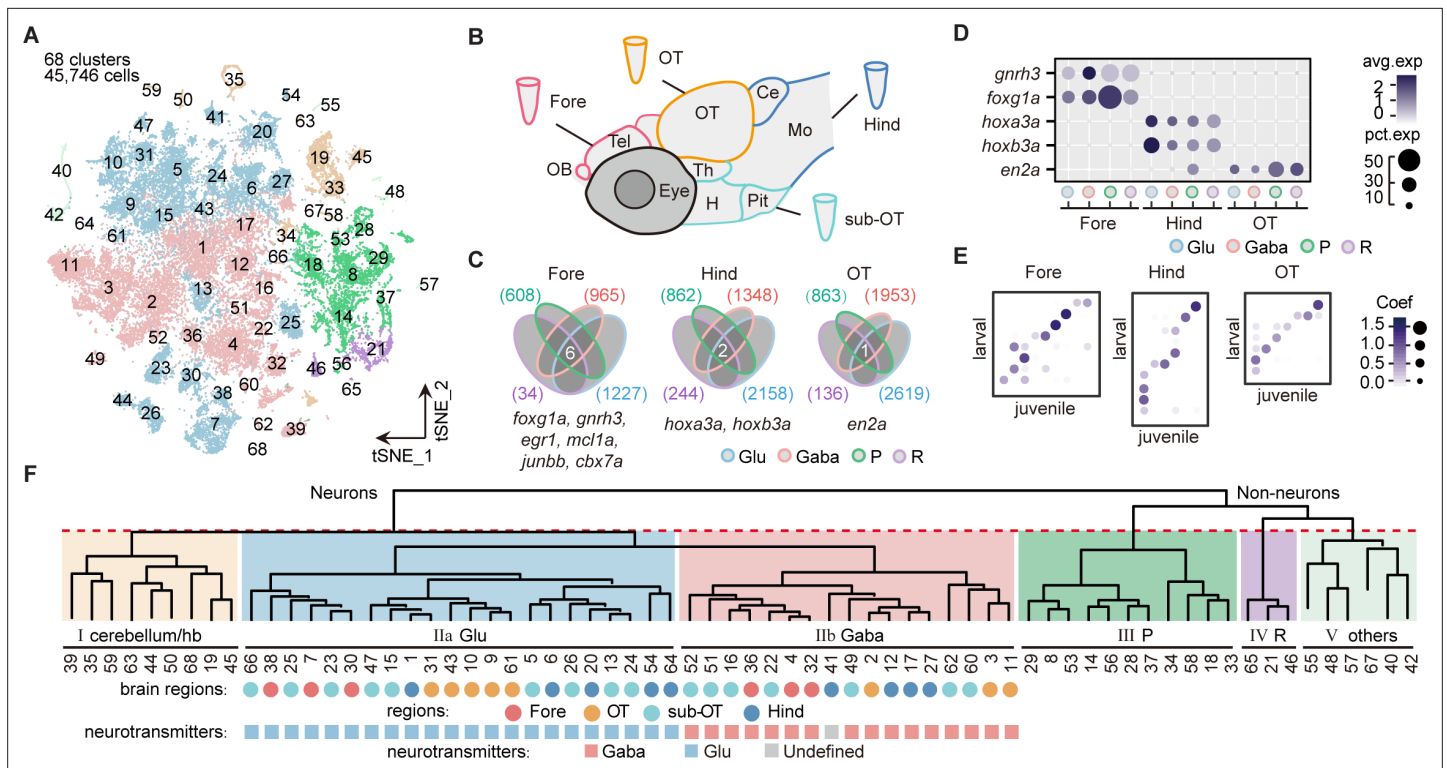 A
68 clusters
45,746 cells
59
50
35
54
55
47
41
63
20
10
31
5
19
45
40
24
33
27
6
48
9
15
43
42
64
67
58
17
61
34
53
28
1
66
11
12
18
8
29
57
3
13
16
2
37
51
14
25
52
36
22
4
21
49
23
32
56
46
30
65
60
38
44
26
7
62
39
68
tSNE_1
tSNE_2
B
OT
Fore
Ce
OT
Mo
Hind
Tel
OB
Th
Eye
H
Pit
sub-OT
C
Fore
Hind
OT
(608)
(965)
(862)
(1348)
(863)
(1953)
6
2
1
(34)
(1227)
(244)
(2158)
(136)
(2619)
foxg1a, gnrh3,
egr1, mcl1a,
junbb, cbx7a
hoxa3a, hoxb3a
en2a
Glu
Gaba
P
R
D
gnrh3
foxg1a
hoxa3a
hoxb3a
en2a
Fore
Hind
OT
Glu
Gaba
P
R
avg.exp
2
1
0
pct.exp
50
30
10
E
Fore
Hind
OT
larval
larval
larval
juvenile
juvenile
juvenile
Coef
1.5
1.0
0.5
0.0
F
Neurons
Non-neurons
I cerebellum/hb
IIa Glu
IIb Gaba
III P
IV R
V others
39 35 59 63 44 50 68 19 45 66 38 25 7 23 30 47 15 1 31 43 10 9 61 5 6 26 20 13 24 54 64 52 51 16 36 22 4 32 41 49 2 12 17 27 62 60 3 11 29 8 53 14 56 28 37 34 58 18 33 65 21 46 55 48 57 67 40 42
brain regions:
regions: Fore OT sub-OT Hind
neurotransmitters:
neurotransmitters: Gaba Glu Undefined